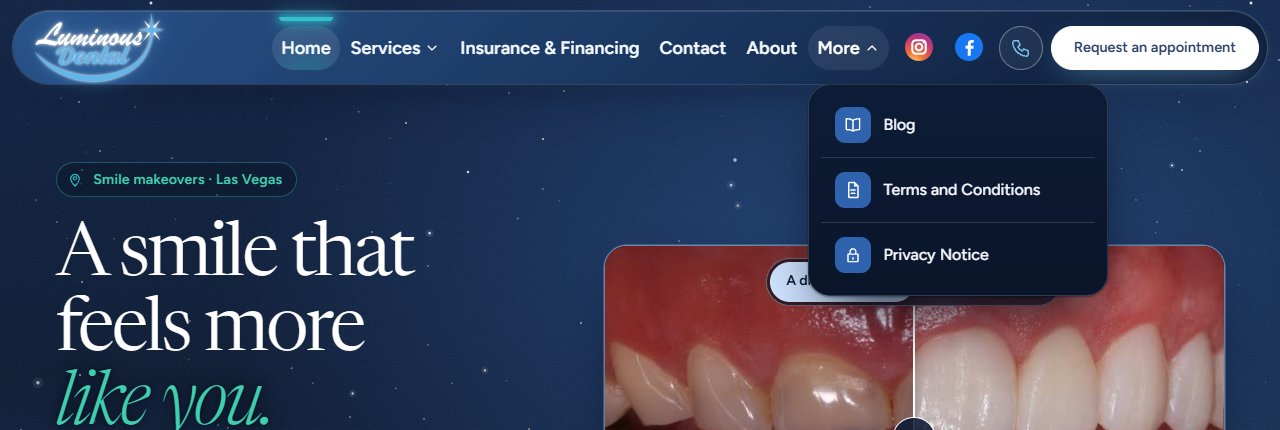 Luminous
Dental
Home
Services
Insurance & Financing
Contact
About
More
Request an appointment
Blog
Terms and Conditions
Privacy Notice
Smile makeovers · Las Vegas
A smile that
feels more
like you.